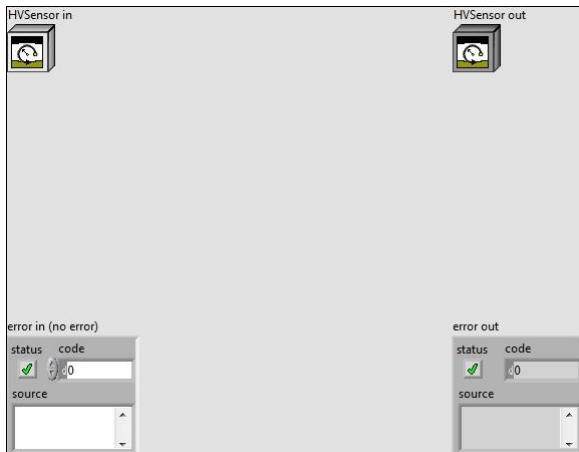 HVSensor in
HVSensor out
error in (no error)
status code
0
source
error out
status code
0
source